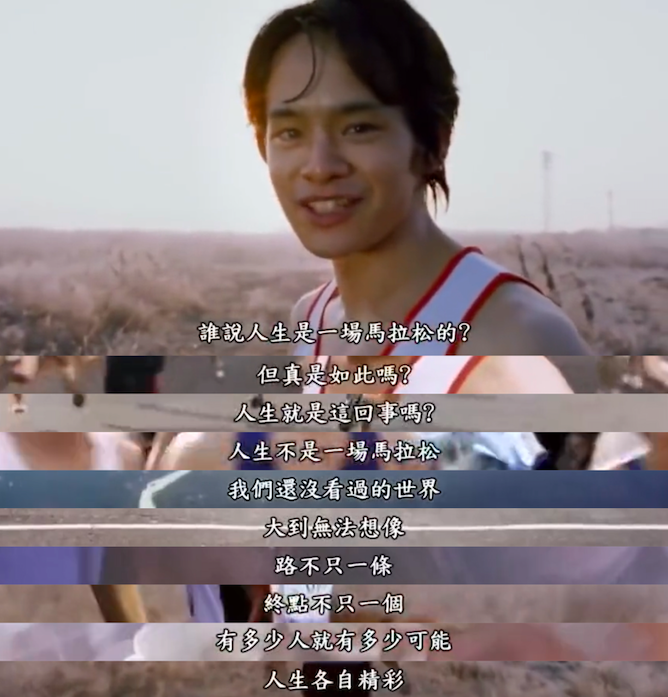 誰說人生是一場馬拉松的?
但真是如此嗎?
人生就是這回事嗎?
人生不是一場馬拉松
我們還沒看過的世界
大到無法想像
路不只一條
終點不只一個
有多少人就有多少可能
人生各自精彩